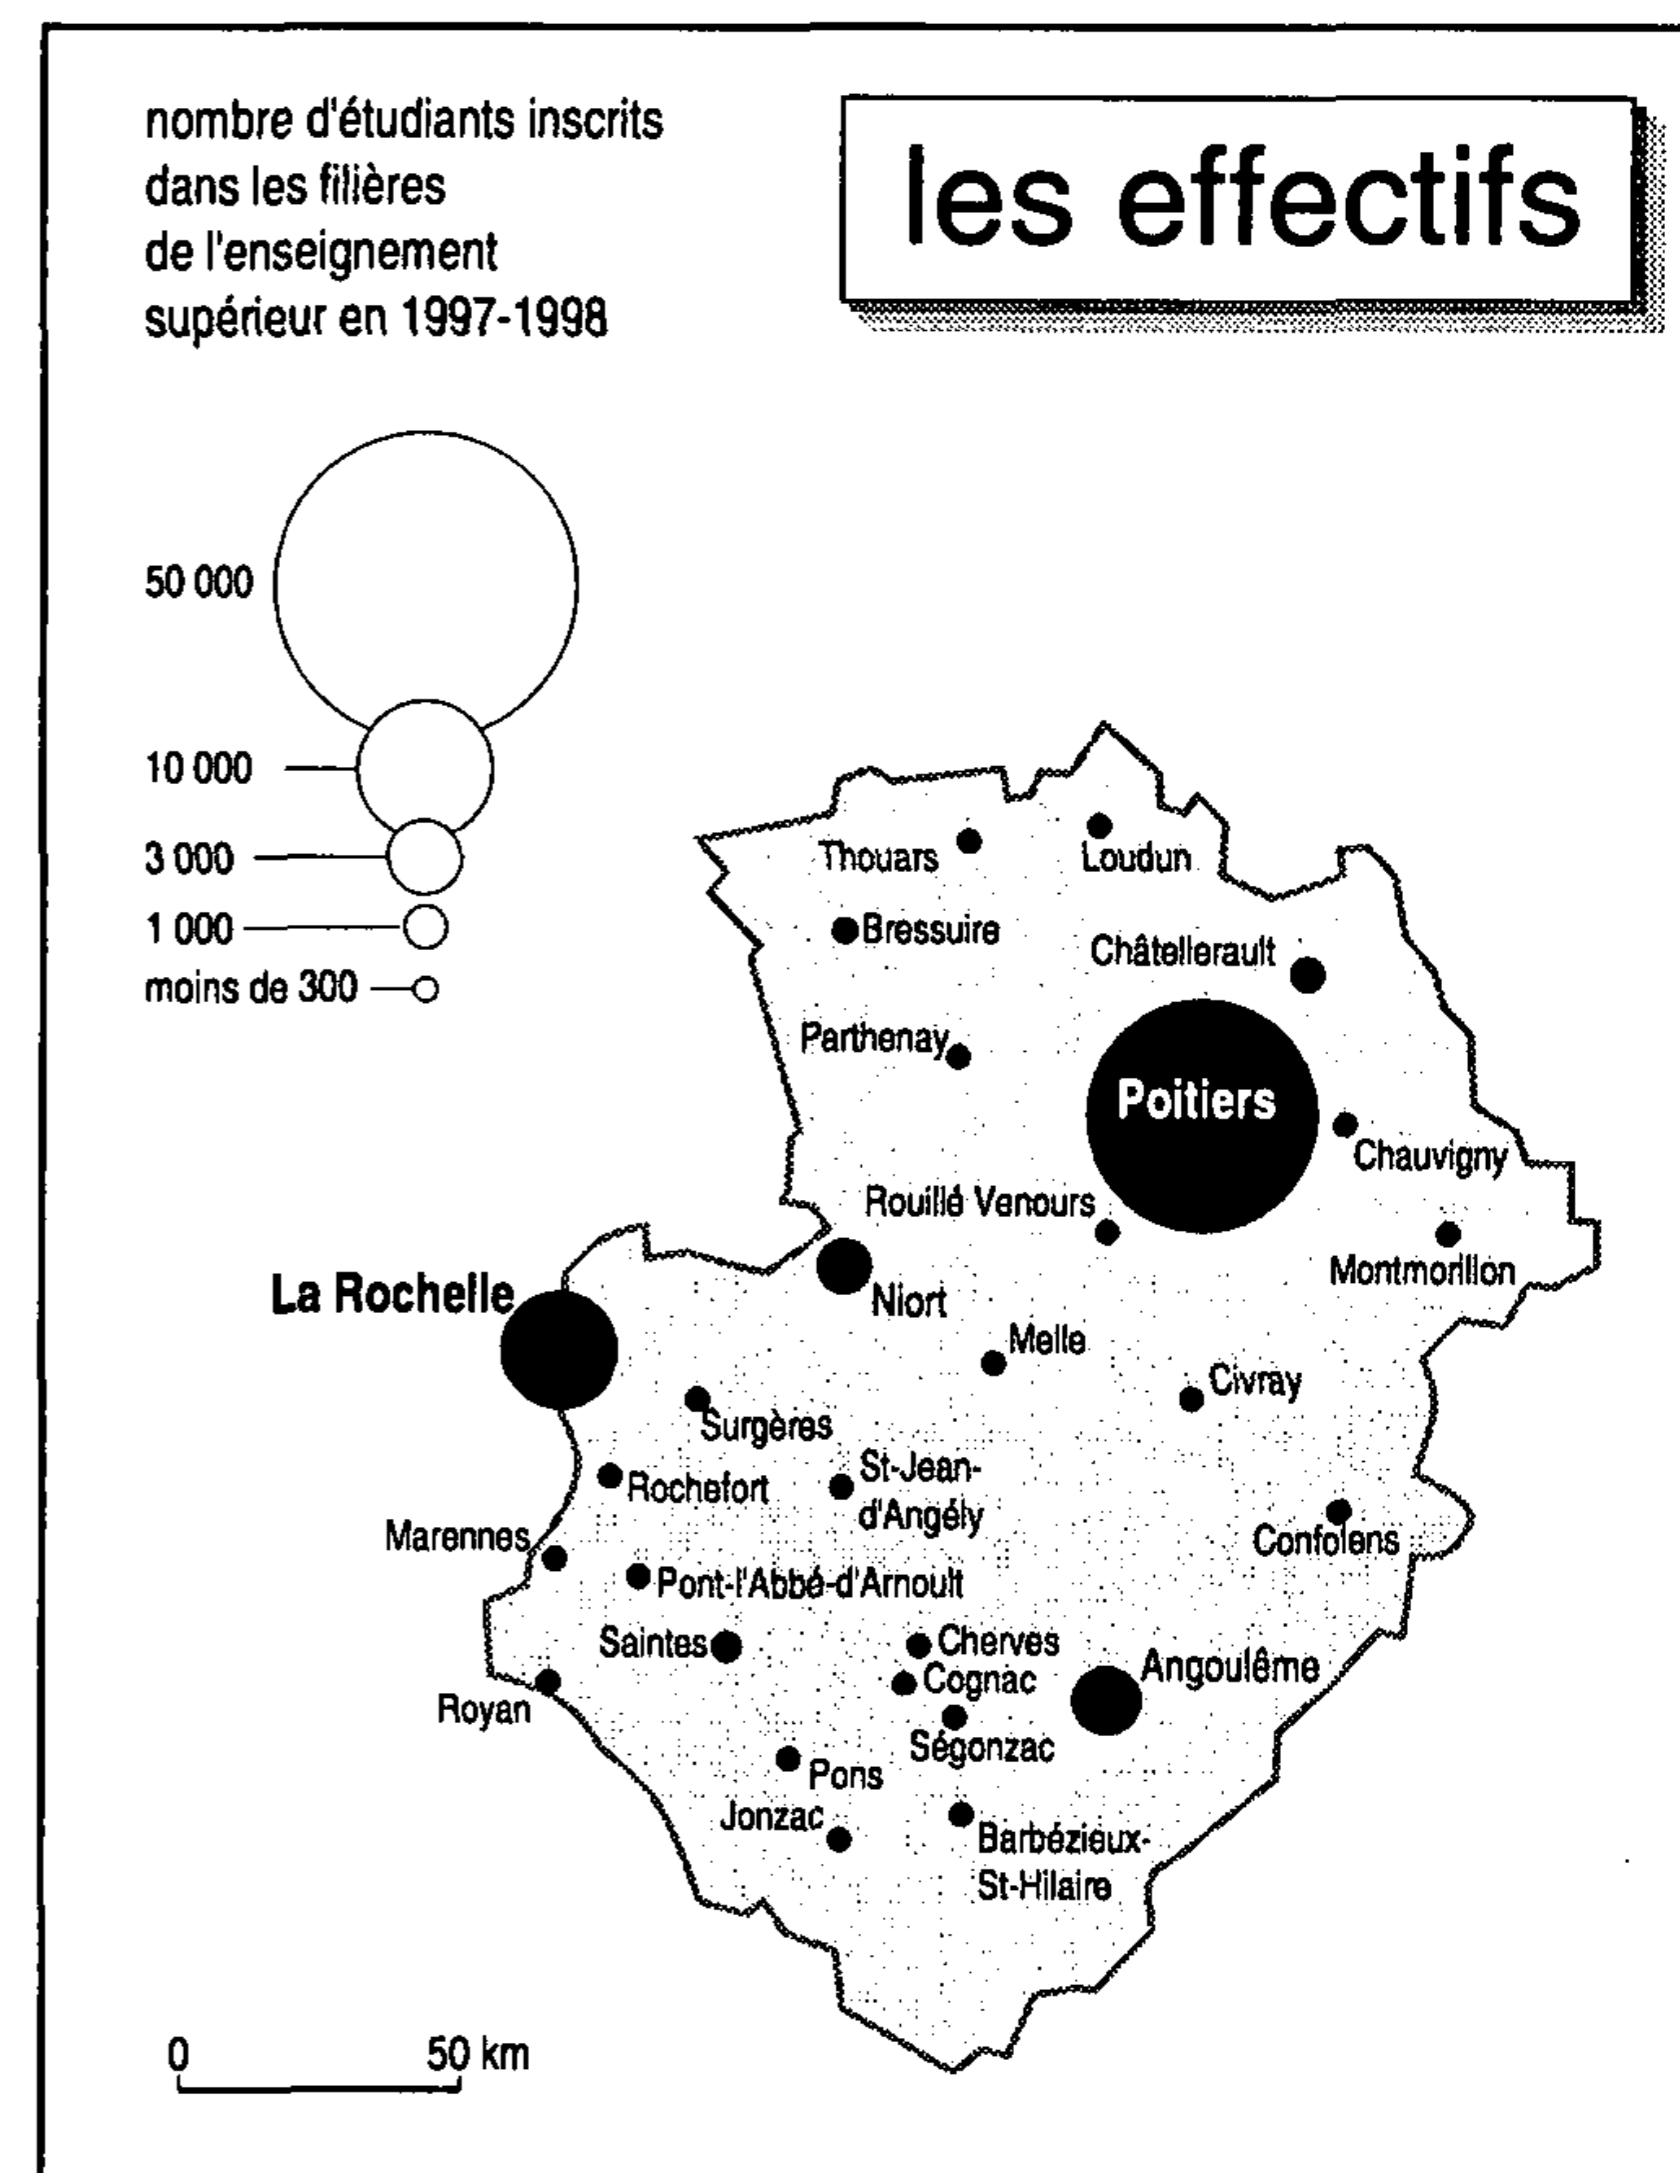 nombre d'étudiants inscrits
dans les filières
de l'enseignement
supérieur en 1997-1998
les effectifs
50 000
10 000
3 000
1 000
moins de 300
Thouars
Loudun
Bressuire
Châtellerault
Parthenay
Poitiers
Chauvigny
Rouillé Venours
Montmorillon
La Rochelle
Niort
Melle
Civray
Surgères
St-Jean-
d'Angély
Rochefort
Marennes
Confolens
Pont-l'Abbé-d'Arnoult
Saintes
Cherves
Cognac
Angoulême
Royan
Ségonzac
Pons
Jonzac
Barbézieux-
St-Hilaire
0
50 km